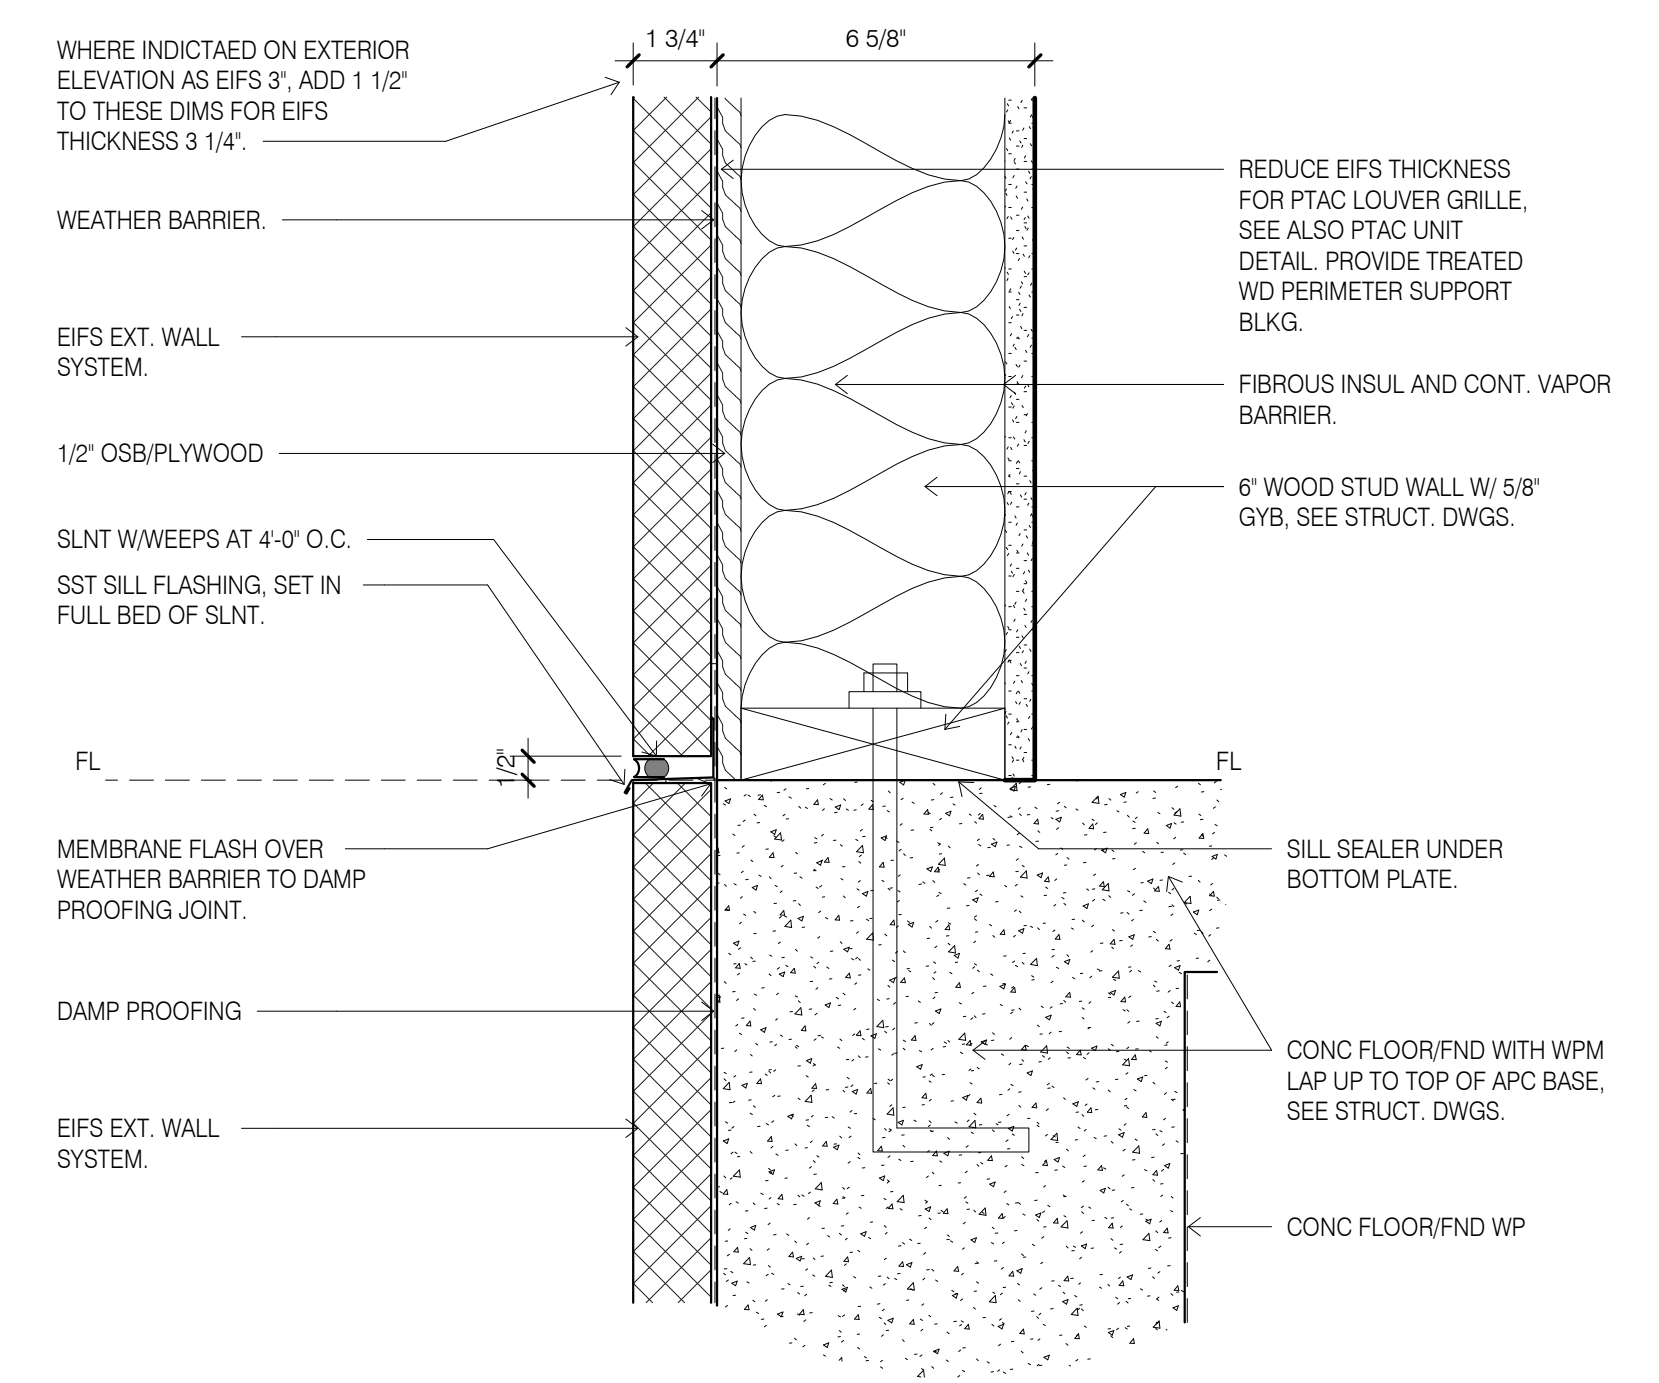 1 3/4"
6 5/8"
WHERE INDICTAED ON EXTERIOR
ELEVATION AS EIFS 3", ADD 1 1/2"
TO THESE DIMS FOR EIFS
THICKNESS 3 1/4".
WEATHER BARRIER.
EIFS EXT. WALL
SYSTEM.
1/2" OSB/PLYWOOD
SLNT W/WEEPS AT 4'-0" O.C.
SST SILL FLASHING, SET IN
FULL BED OF SLNT.
FL
1/2"
MEMBRANE FLASH OVER
WEATHER BARRIER TO DAMP
PROOFING JOINT.
DAMP PROOFING
EIFS EXT. WALL
SYSTEM.
REDUCE EIFS THICKNESS
FOR PTAC LOUVER GRILLE,
SEE ALSO PTAC UNIT
DETAIL. PROVIDE TREATED
WD PERIMETER SUPPORT
BLKG.
FIBROUS INSUL AND CONT. VAPOR
BARRIER.
6" WOOD STUD WALL W/ 5/8"
GYB, SEE STRUCT. DWGS.
FL
SILL SEALER UNDER
BOTTOM PLATE.
CONC FLOOR/FND WITH WPM
LAP UP TO TOP OF APC BASE,
SEE STRUCT. DWGS.
CONC FLOOR/FND WP